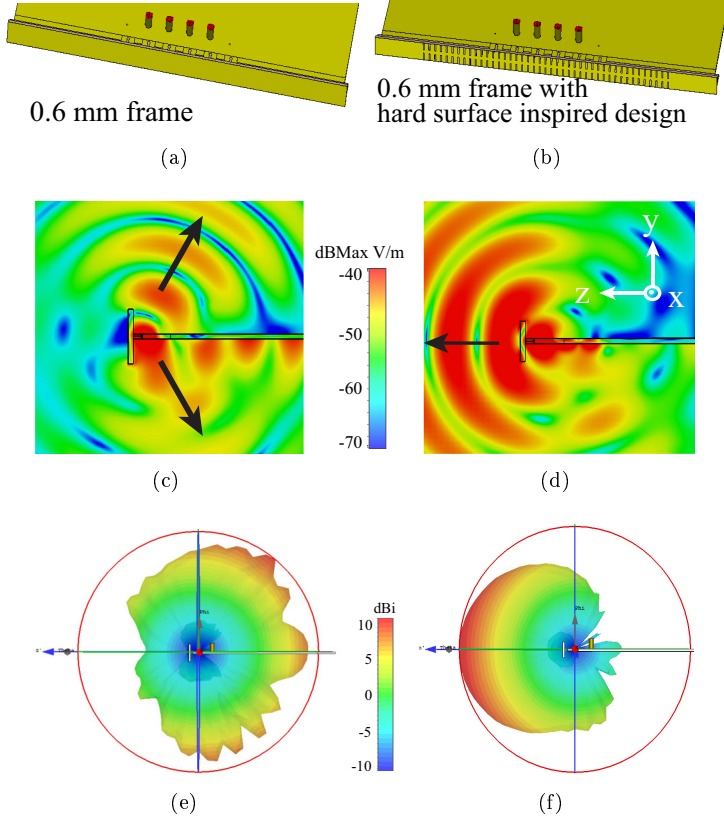 0.6 mm frame
0.6 mm frame with
hard surface inspired design
(a)
(b)
dBMax V/m
-40
-50
-60
-70
y
z
x
(c)
(d)
dBi
10
5
0
-5
-10
Phi
(e)
(f)